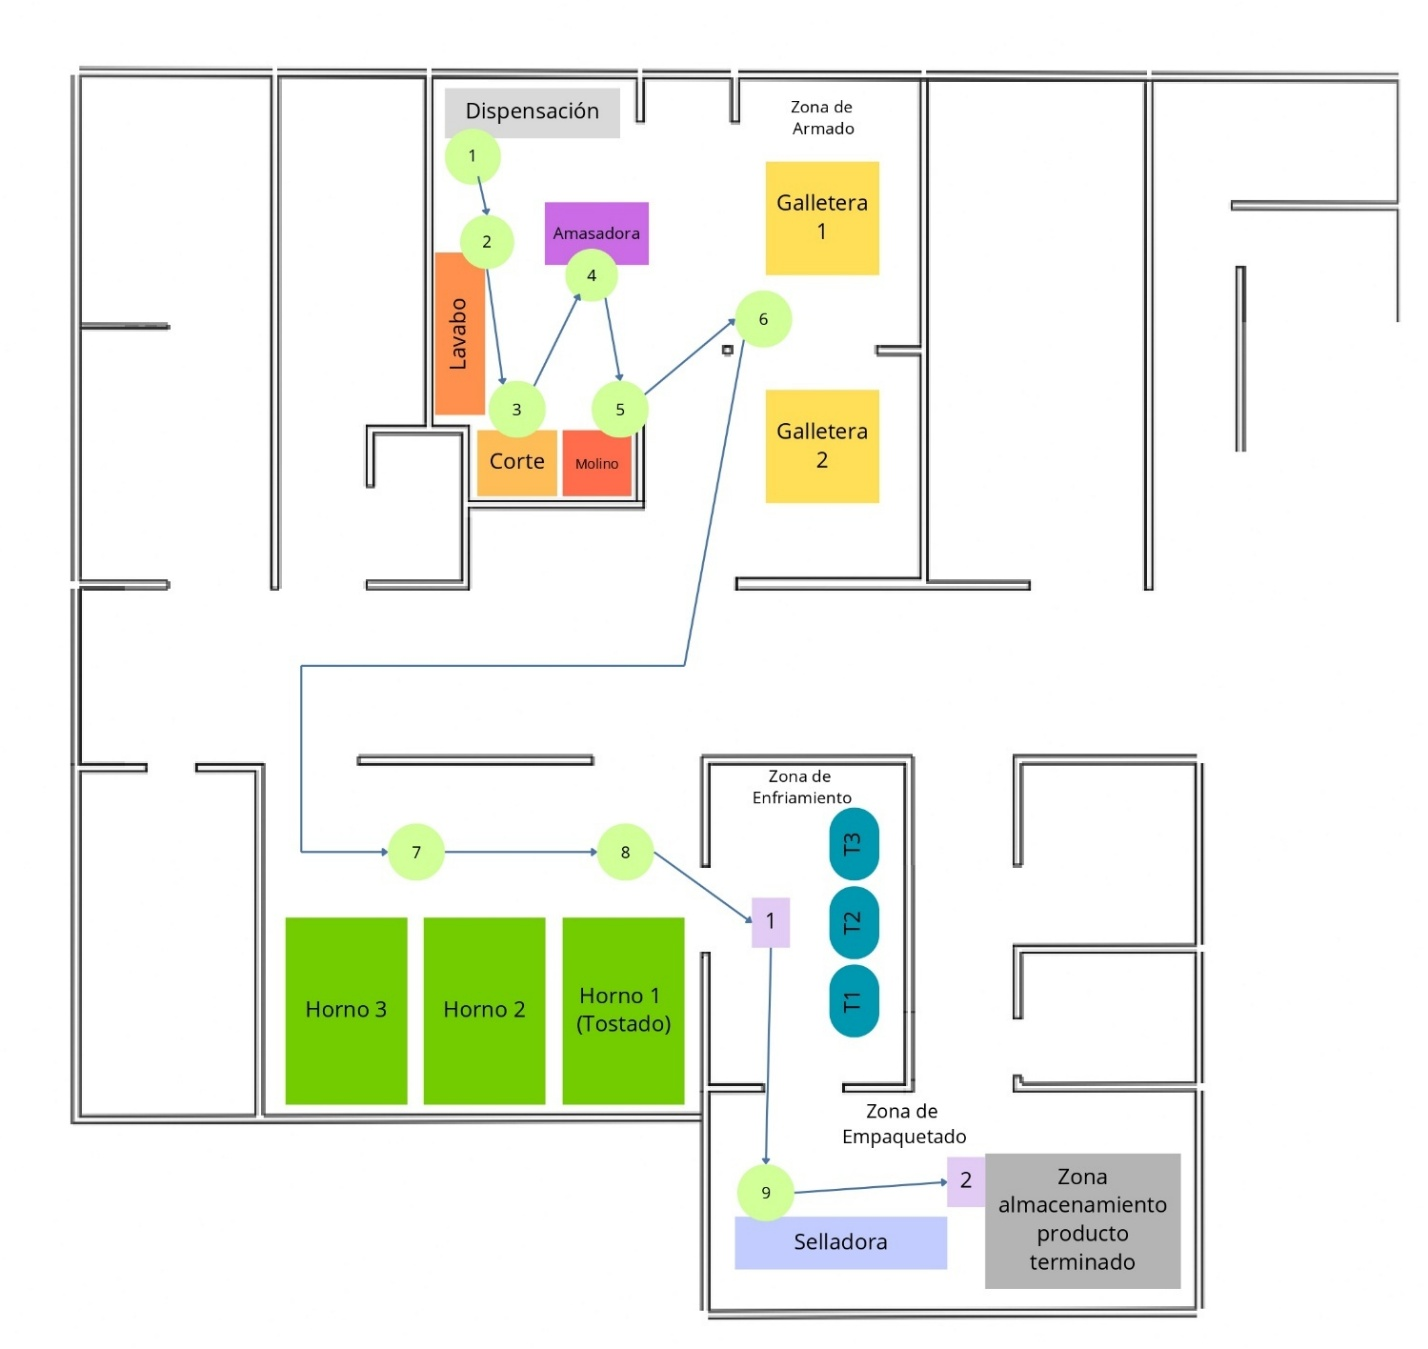 Dispensación
Zona de
Armado
1
Galletera
1
Amasadora
2
4
Lavabo
6
3
5
Galletera
2
Corte
Molino
Zona de
Enfriamiento
T3
7
8
1
T2
Horno 3
Horno 2
Horno 1
(Tostado)
T1
Zona de
Empaquetado
9
2
Zona
almacenamiento
producto
terminado
Selladora